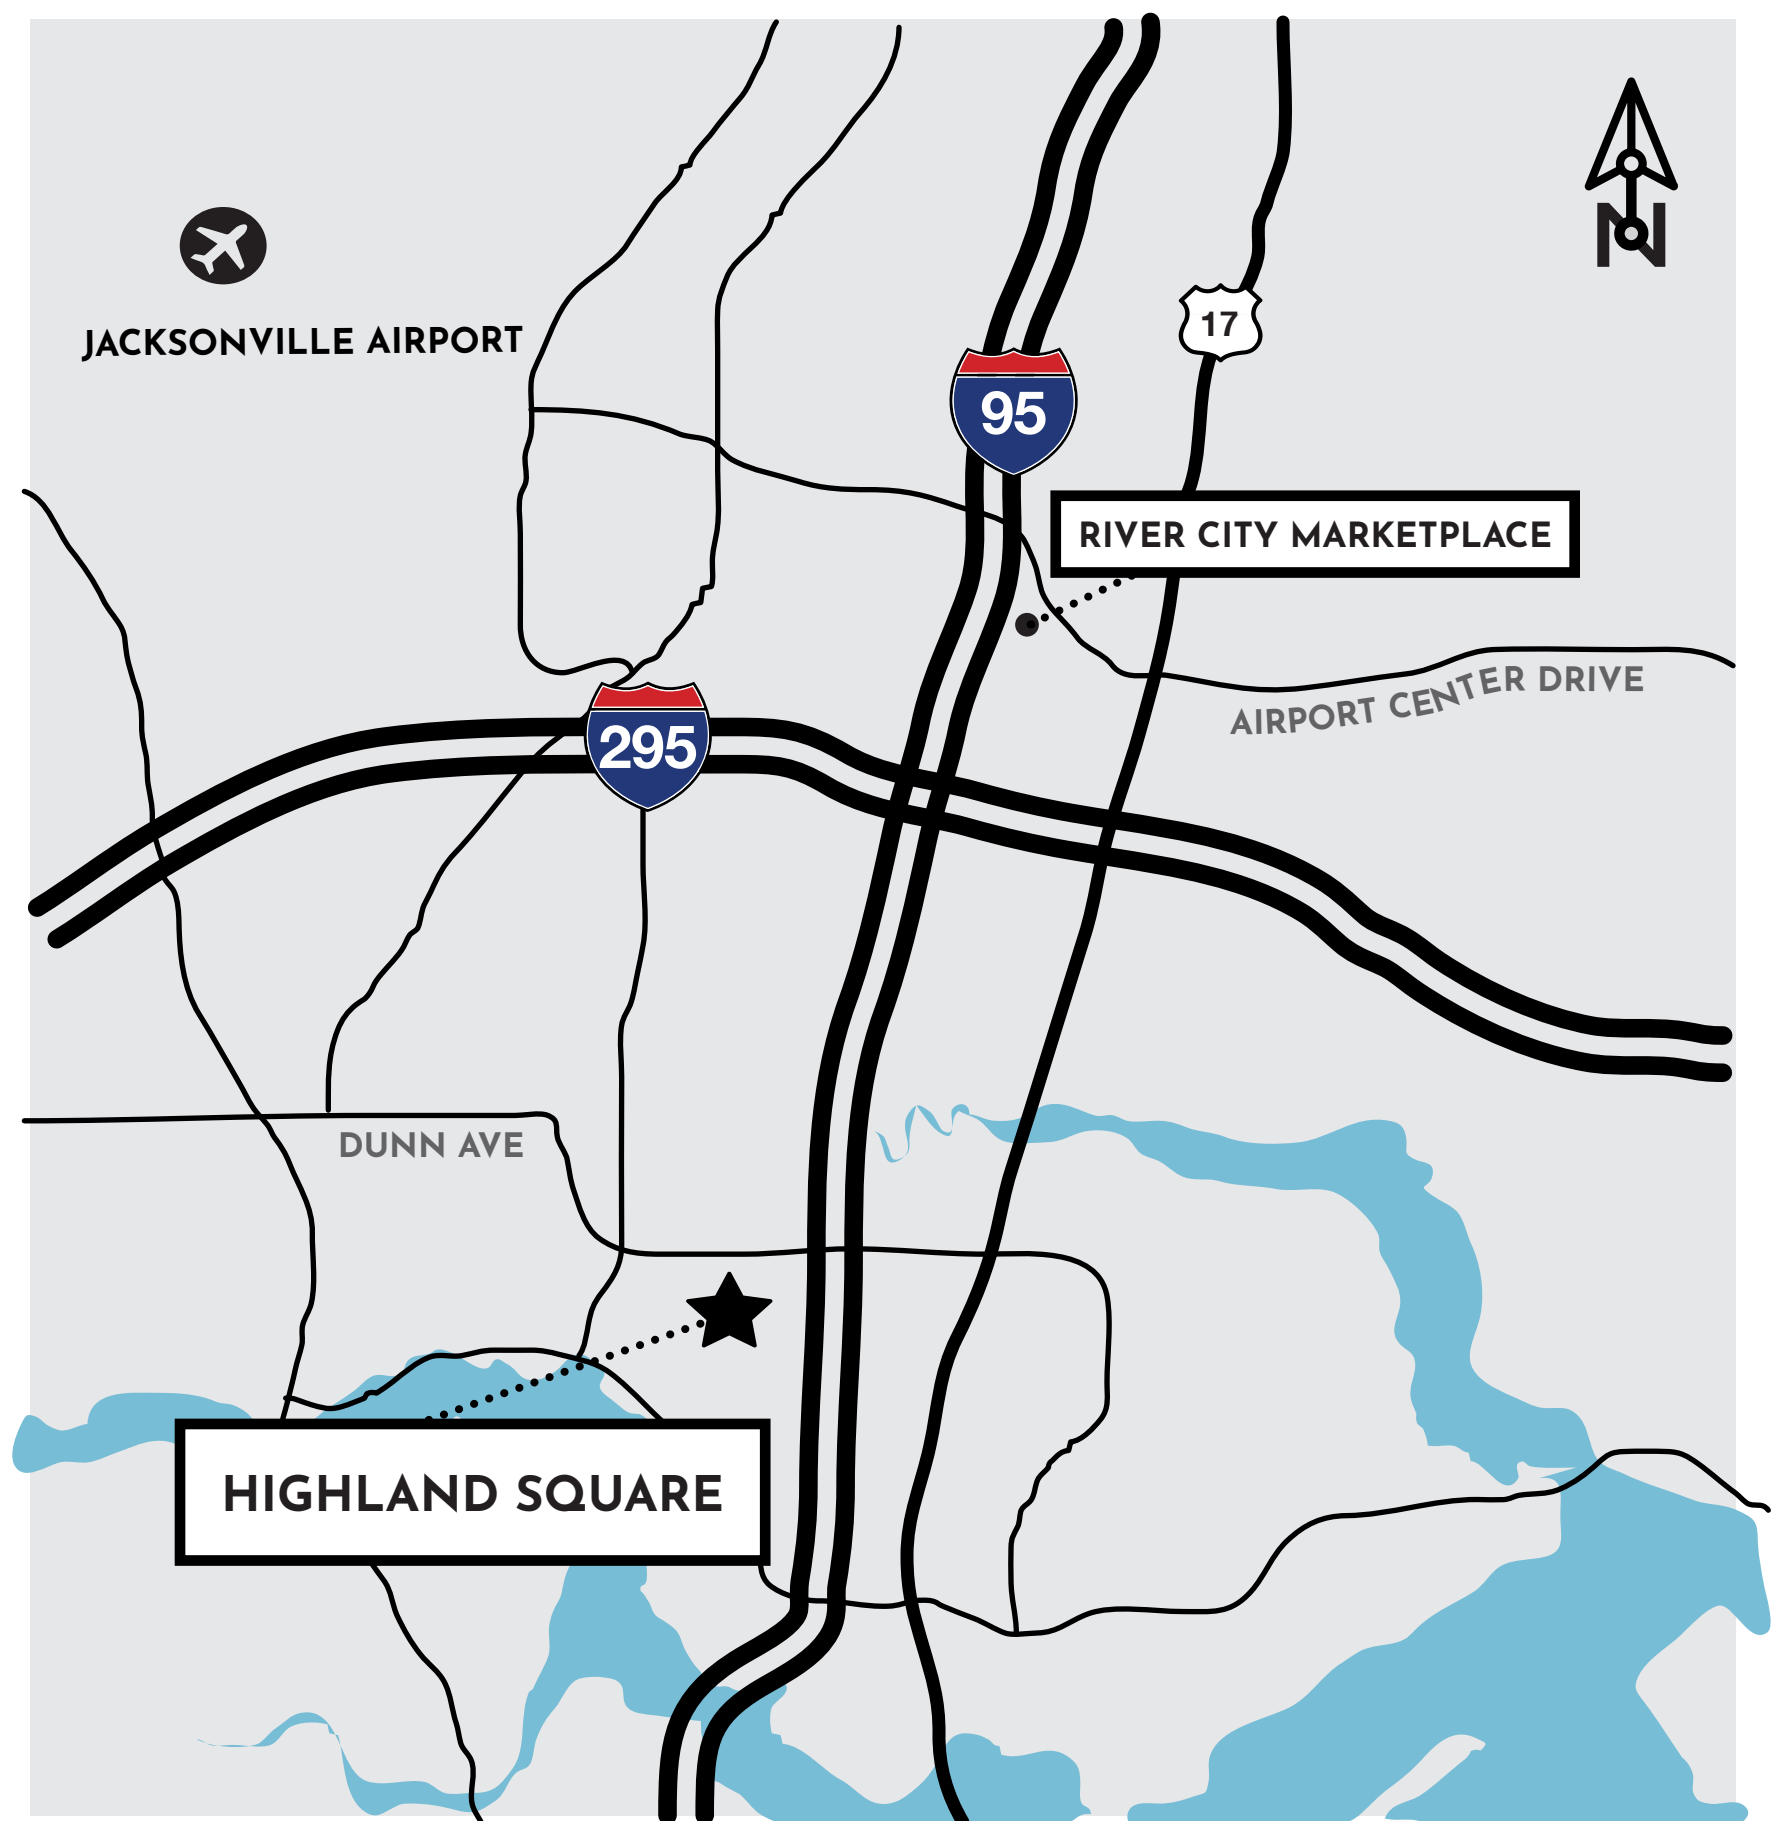 N
JACKSONVILLE AIRPORT
17
95
RIVER CITY MARKETPLACE
AIRPORT CENTER DRIVE
295
DUNN AVE
HIGHLAND SQUARE